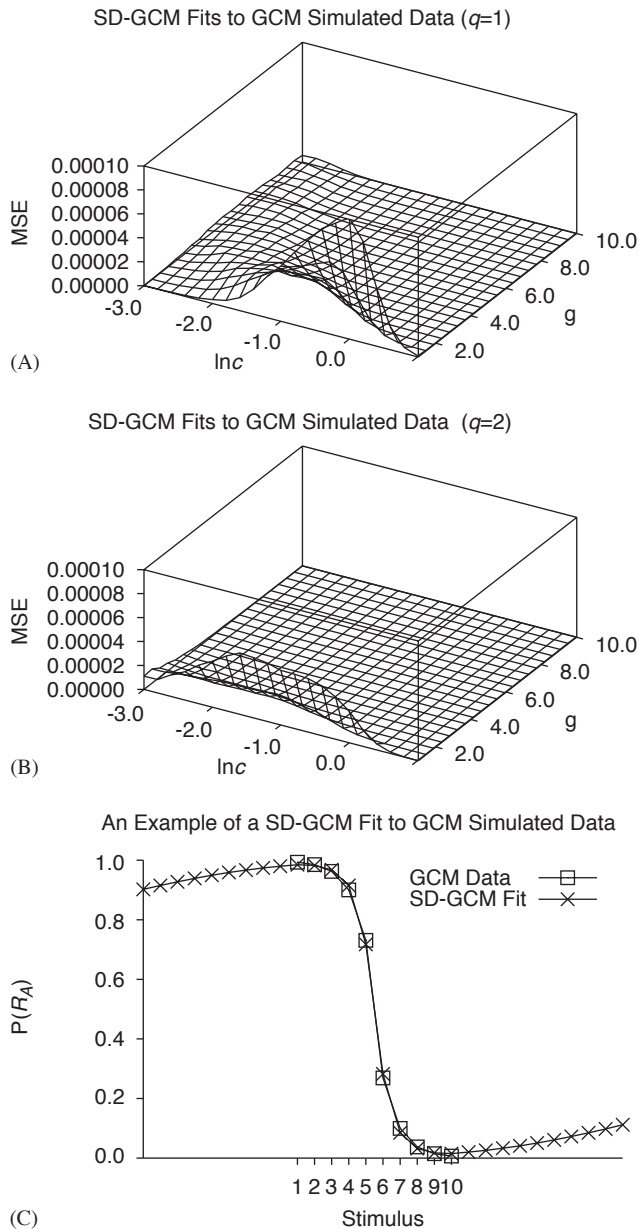 SD-GCM Fits to GCM Simulated Data (q=1)
MSE
0.00010
0.00008
0.00006
0.00004
0.00002
0.00000
-3.0
-2.0
-1.0
0.0
lnc
2.0
4.0
6.0
8.0
10.0
g
(A)
SD-GCM Fits to GCM Simulated Data (q=2)
MSE
0.00010
0.00008
0.00006
0.00004
0.00002
0.00000
-3.0
-2.0
-1.0
0.0
lnc
2.0
4.0
6.0
8.0
10.0
g
(B)
An Example of a SD-GCM Fit to GCM Simulated Data
GCM Data
SD-GCM Fit
P(R_A)
1.0
0.8
0.6
0.4
0.2
0.0
1 2 3 4 5 6 7 8 9 10
Stimulus
(C)